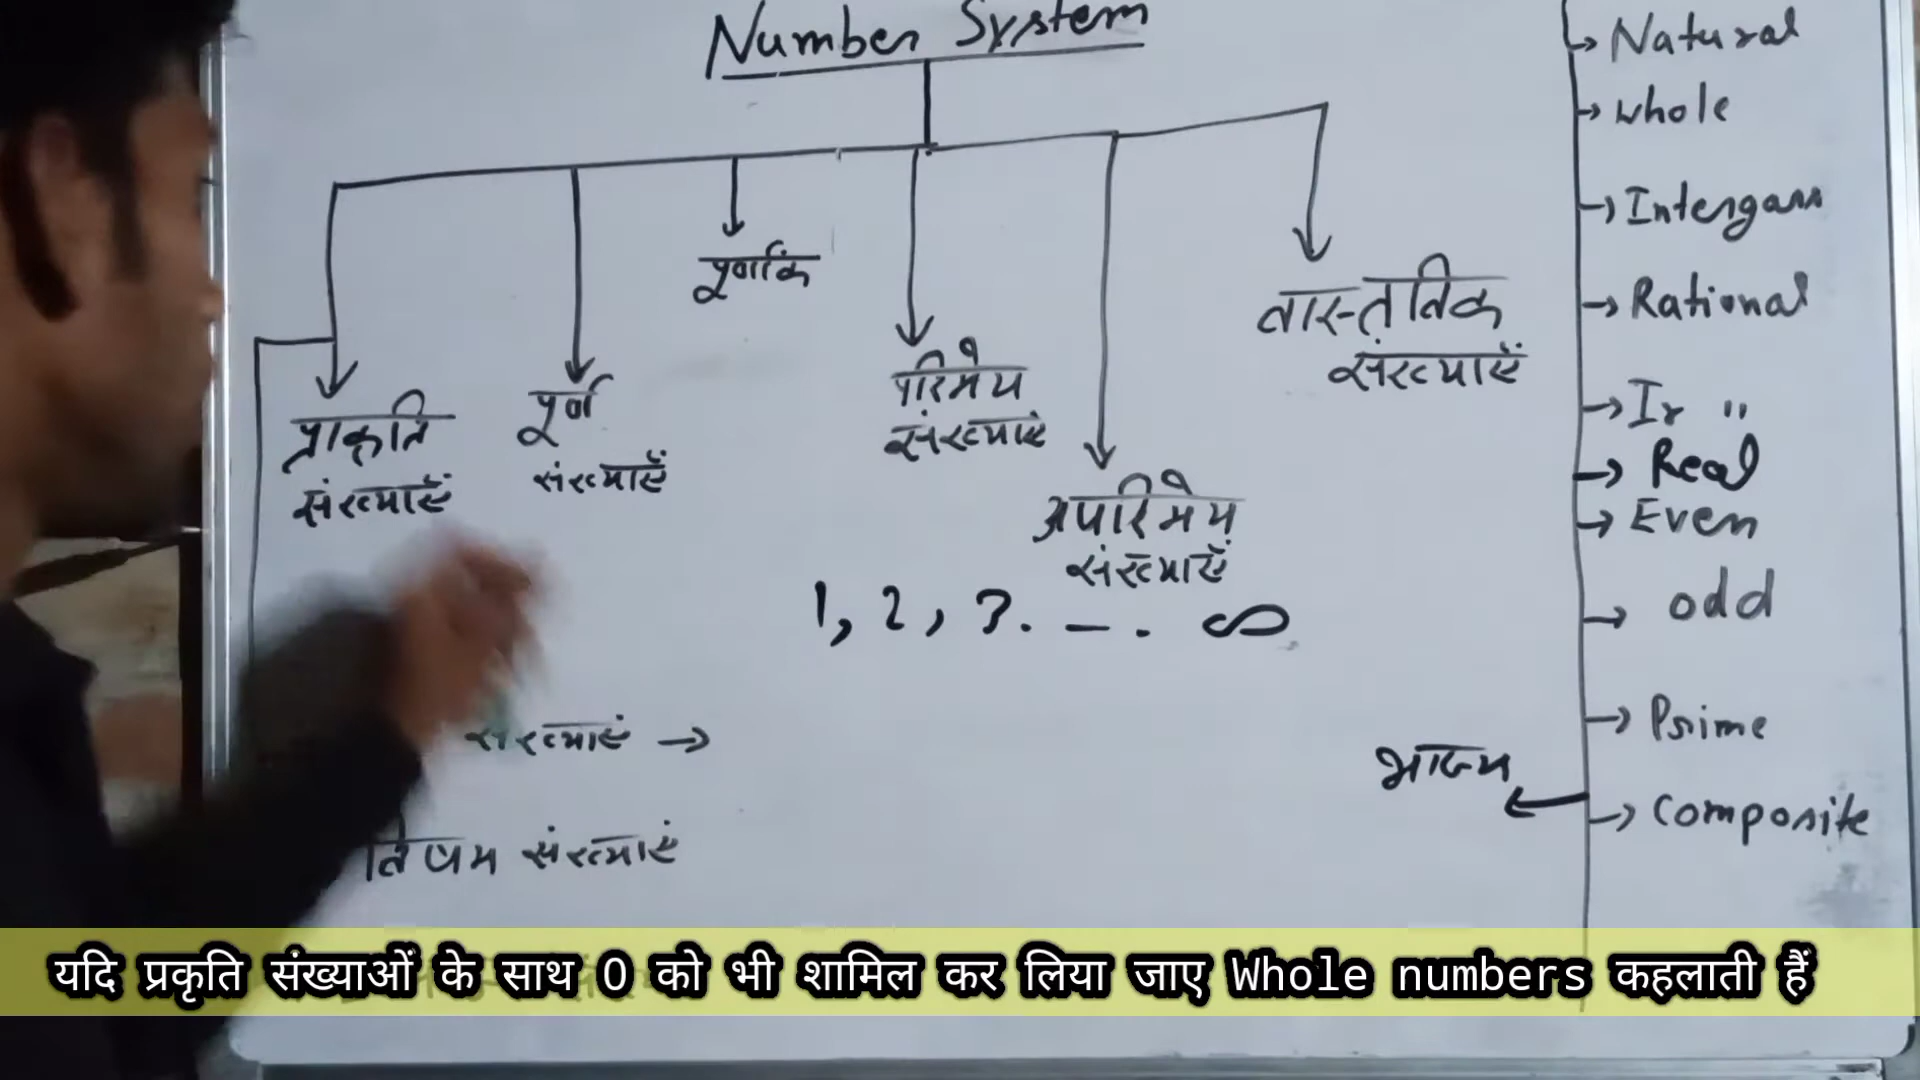 Number System
पूर्णांक
प्राकृति
संख्याएँ
पूर्ण
संख्याएँ
परिमेय
संख्याएं
अपरिमेय
संख्याएँ
वास्तविक
संख्याएँ
1, 2, 3. - . ∞
संख्याएं →
विषम संख्याएं
भाज्य
→ Natural
→ whole
→ Intergars
→ Rational
→ Ir "
→ Real
→ Even
→ odd
→ Prime
→ Composite
यदि प्रकृति संख्याओं के साथ 0 को भी शामिल कर लिया जाए Whole numbers कहलाती हैं